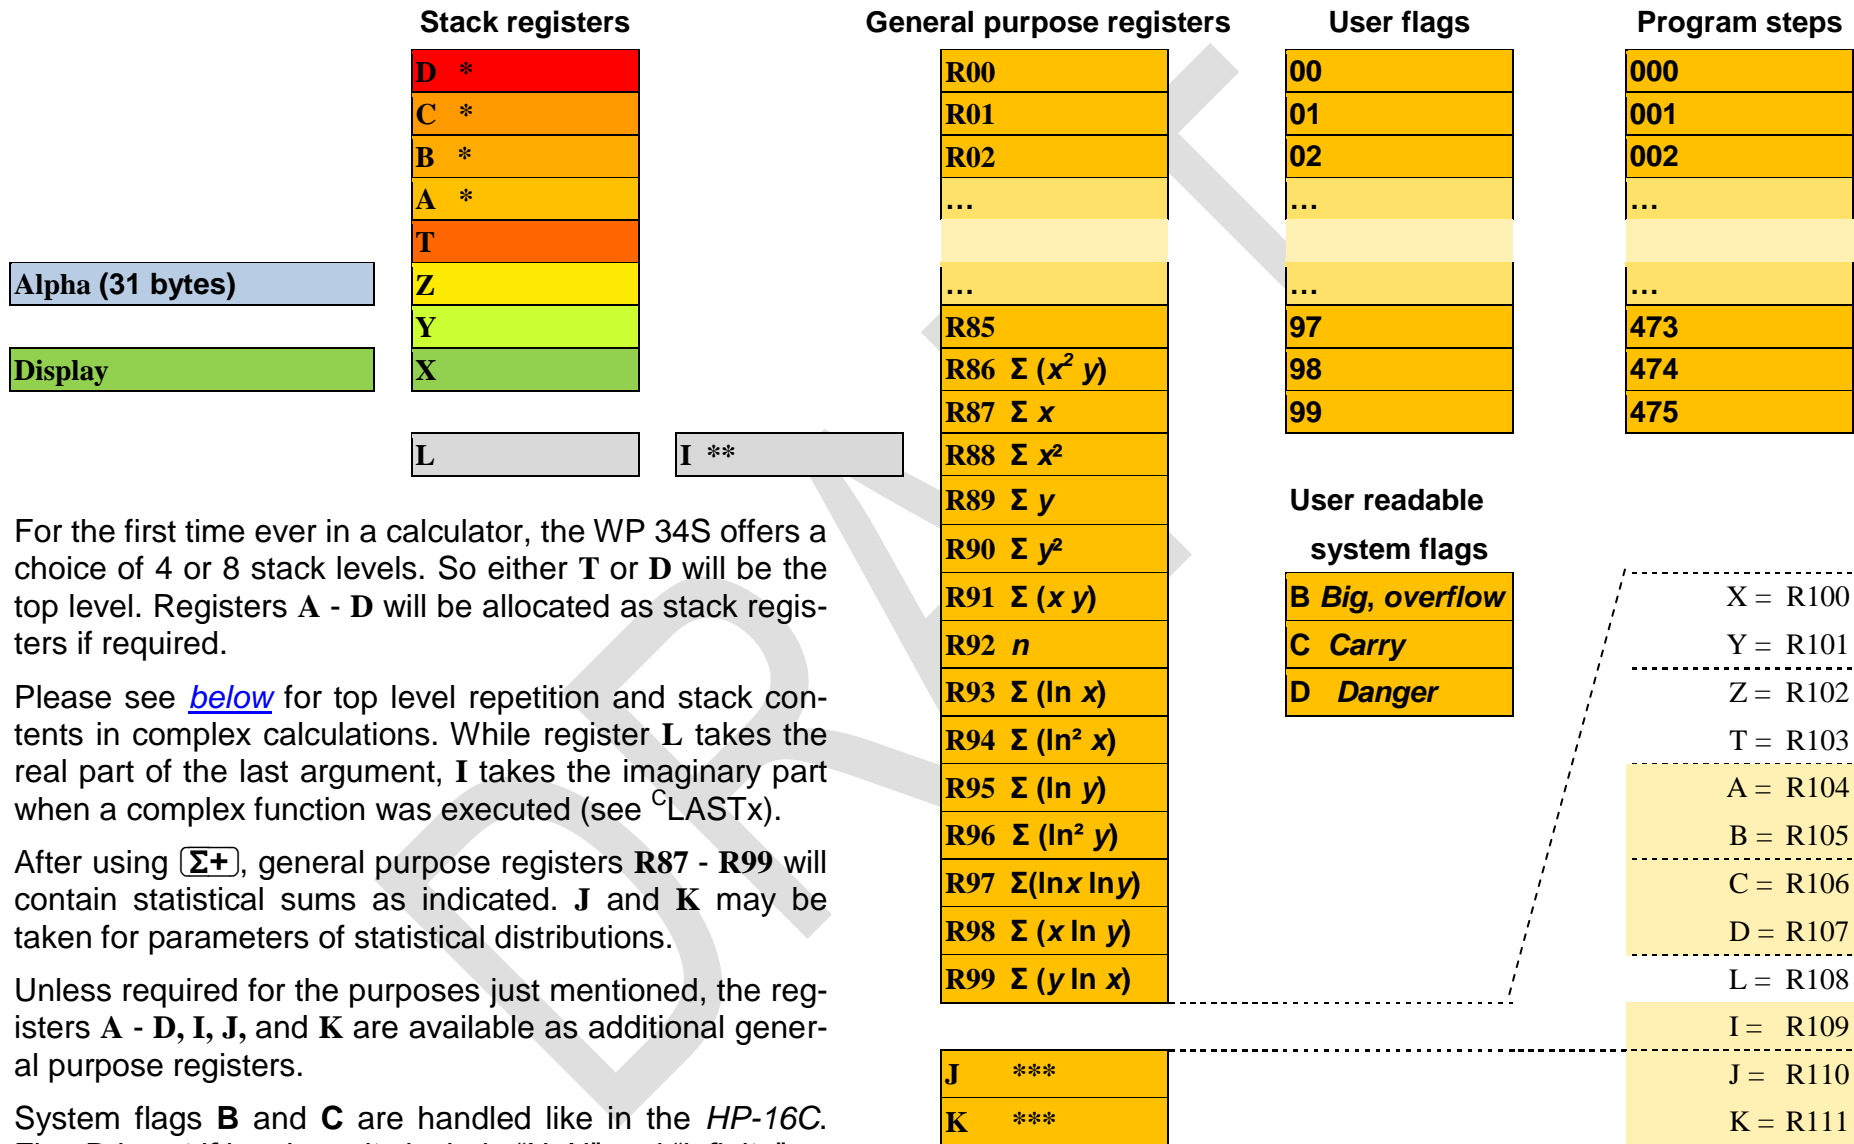 Stack registers
D *
C *
B *
A *
T
Z
Y
X
L
I **
Alpha (31 bytes)
Display
For the first time ever in a calculator, the WP 34S offers a
choice of 4 or 8 stack levels. So either T or D will be the
top level. Registers A - D will be allocated as stack regis-
ters if required.
Please see below for top level repetition and stack con-
tents in complex calculations. While register L takes the
real part of the last argument, I takes the imaginary part
when a complex function was executed (see ᶜLASTx).
After using Σ+, general purpose registers R87 - R99 will
contain statistical sums as indicated. J and K may be
taken for parameters of statistical distributions.
Unless required for the purposes just mentioned, the reg-
isters A - D, I, J, and K are available as additional gener-
al purpose registers.
System flags B and C are handled like in the HP-16C.
General purpose registers
R00
R01
R02
…
…
R85
R86 Σ (x² y)
R87 Σ x
R88 Σ x²
R89 Σ y
R90 Σ y²
R91 Σ (x y)
R92 n
R93 Σ (ln x)
R94 Σ (ln² x)
R95 Σ (ln y)
R96 Σ (ln² y)
R97 Σ(lnx lny)
R98 Σ (x ln y)
R99 Σ (y ln x)
J ***
K ***
User flags
00
01
02
…
…
97
98
99
User readable
system flags
B Big, overflow
C Carry
D Danger
Program steps
000
001
002
…
…
473
474
475
X = R100
Y = R101
Z = R102
T = R103
A = R104
B = R105
C = R106
D = R107
L = R108
I = R109
J = R110
K = R111
DRAFT